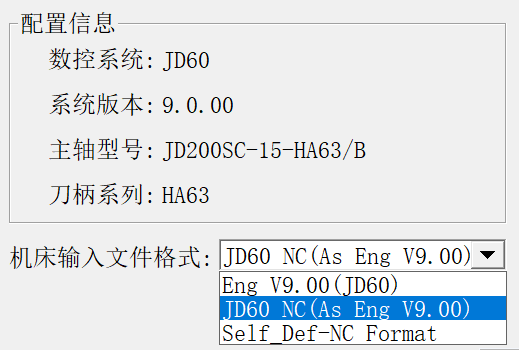 配置信息
数控系统: JD60
系统版本: 9.0.00
主轴型号: JD200SC-15-HA63/B
刀柄系列: HA63
机床输入文件格式: JD60 NC(As Eng V9.00)
Eng V9.00(JD60)
JD60 NC(As Eng V9.00)
Self_Def-NC Format